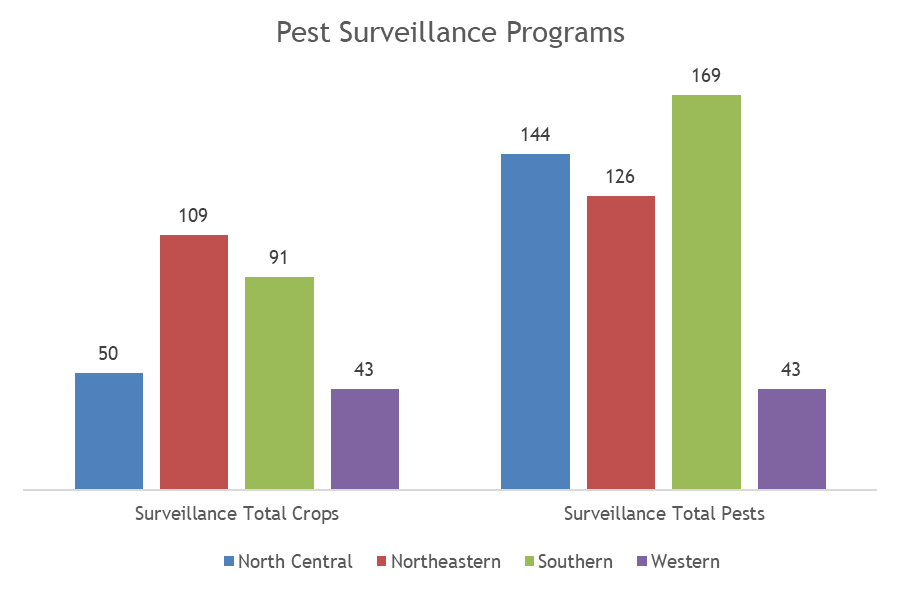 Pest Surveillance Programs
169
144
126
109
91
50
43
43
Surveillance Total Crops
Surveillance Total Pests
North Central
Northeastern
Southern
Western